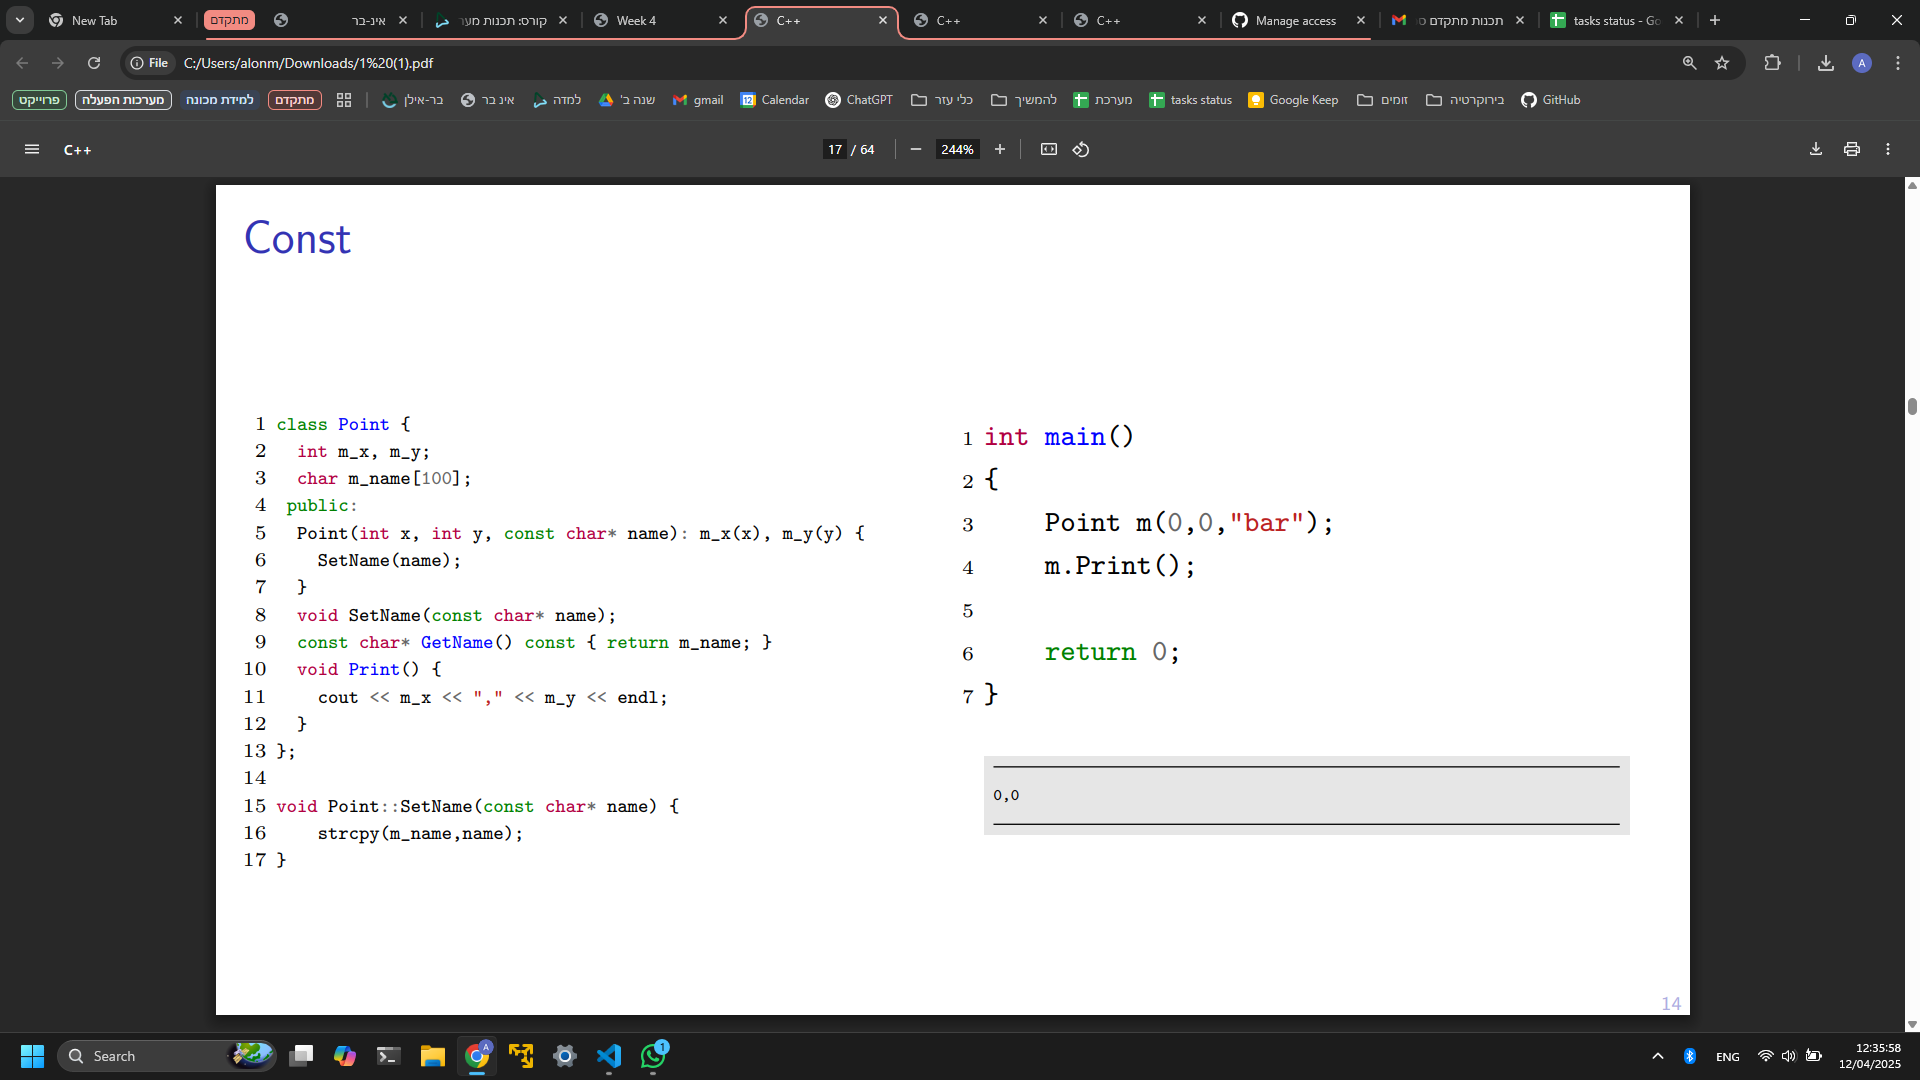 New Tab
מתקדם
אינ-בר
קורס: תכנות מער
Week 4
C++
C++
C++
Manage access
תכנות מתקדם סמ
tasks status - Go
File
C:/Users/alonm/Downloads/1%20(1).pdf
A
פרוייקט
מערכות הפעלה
למידת מכונה
מתקדם
בר-אילן
אינ בר
למדה
שנה ב'
gmail
Calendar
ChatGPT
כלי עזר
להמשיך
מערכת
tasks status
Google Keep
זומים
בירוקרטיה
GitHub
C++
17 / 64
244%
Const
1 class Point {
2 int m_x, m_y;
3 char m_name[100];
4 public:
5 Point(int x, int y, const char* name): m_x(x), m_y(y) {
6 SetName(name);
7 }
8 void SetName(const char* name);
9 const char* GetName() const { return m_name; }
10 void Print() {
11 cout << m_x << "," << m_y << endl;
12 }
13 };
14
15 void Point::SetName(const char* name) {
16 strcpy(m_name,name);
17 }
1 int main()
2 {
3 Point m(0,0,"bar");
4 m.Print();
5
6 return 0;
7 }
0,0
14
Search
A
1
ENG
12:35:58
12/04/2025